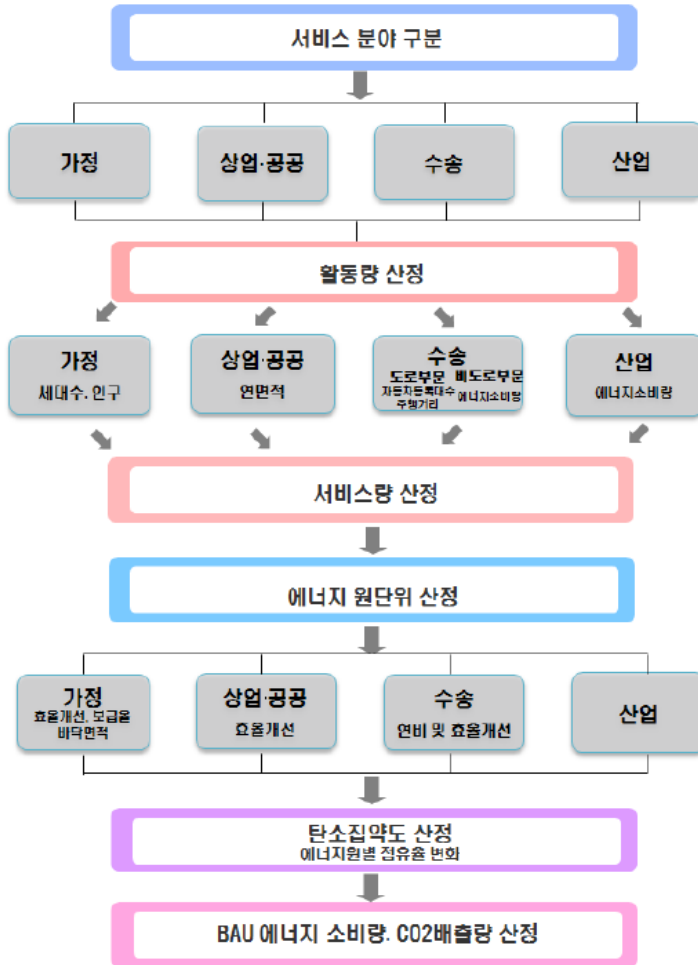 서비스 분야 구분
가정
상업·공공
수송
산업
활동량 산정
가정
세대수, 인구
상업·공공
연면적
수송
도로부문 비도로부문
자동차등록대수 에너지소비량
주행거리
산업
에너지소비량
서비스량 산정
에너지 원단위 산정
가정
효율개선, 보급율
바닥면적
상업·공공
효율개선
수송
연비 및 효율개선
산업
탄소집약도 산정
에너지원별 점유율 변화
BAU 에너지 소비량, CO2배출량 산정